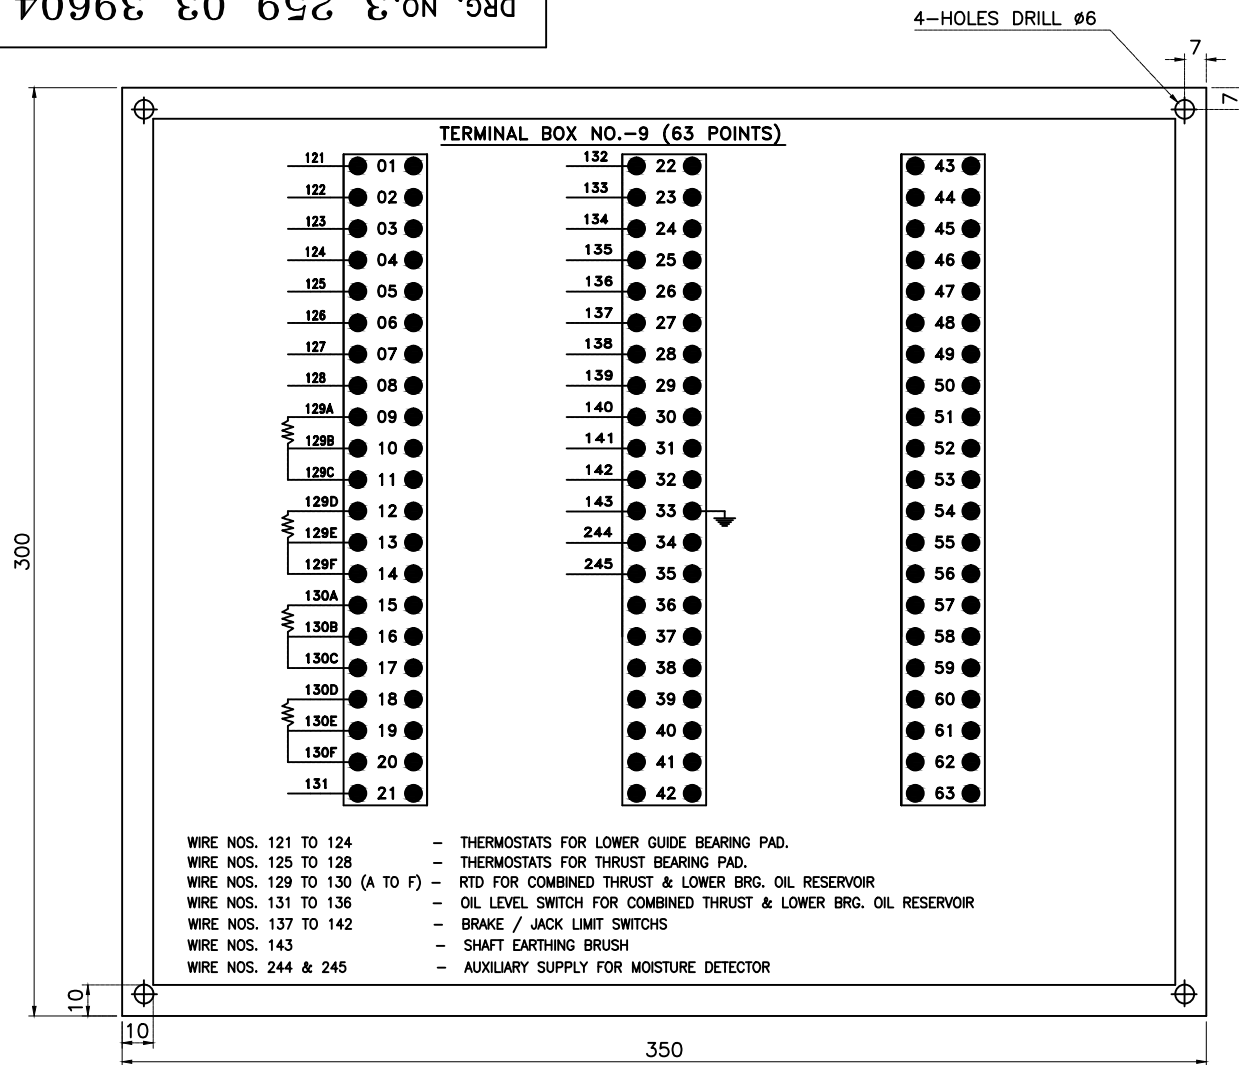 DRG. NO.3 259 03 39604
4-HOLES DRILL ø6
7
7
TERMINAL BOX NO.-9 (63 POINTS)
121 01 132 22 43
122 02 133 23 44
123 03 134 24 45
124 04 135 25 46
125 05 136 26 47
126 06 137 27 48
127 07 138 28 49
128 08 139 29 50
129A 09 140 30 51
129B 10 141 31 52
129C 11 142 32 53
129D 12 143 33 54
129E 13 244 34 55
129F 14 245 35 56
130A 15 36 57
130B 16 37 58
130C 17 38 59
130D 18 39 60
130E 19 40 61
130F 20 41 62
131 21 42 63
300
WIRE NOS. 121 TO 124 - THERMOSTATS FOR LOWER GUIDE BEARING PAD.
WIRE NOS. 125 TO 128 - THERMOSTATS FOR THRUST BEARING PAD.
WIRE NOS. 129 TO 130 (A TO F) - RTD FOR COMBINED THRUST & LOWER BRG. OIL RESERVOIR
WIRE NOS. 131 TO 136 - OIL LEVEL SWITCH FOR COMBINED THRUST & LOWER BRG. OIL RESERVOIR
WIRE NOS. 137 TO 142 - BRAKE / JACK LIMIT SWITCHS
WIRE NOS. 143 - SHAFT EARTHING BRUSH
WIRE NOS. 244 & 245 - AUXILIARY SUPPLY FOR MOISTURE DETECTOR
10
10
350